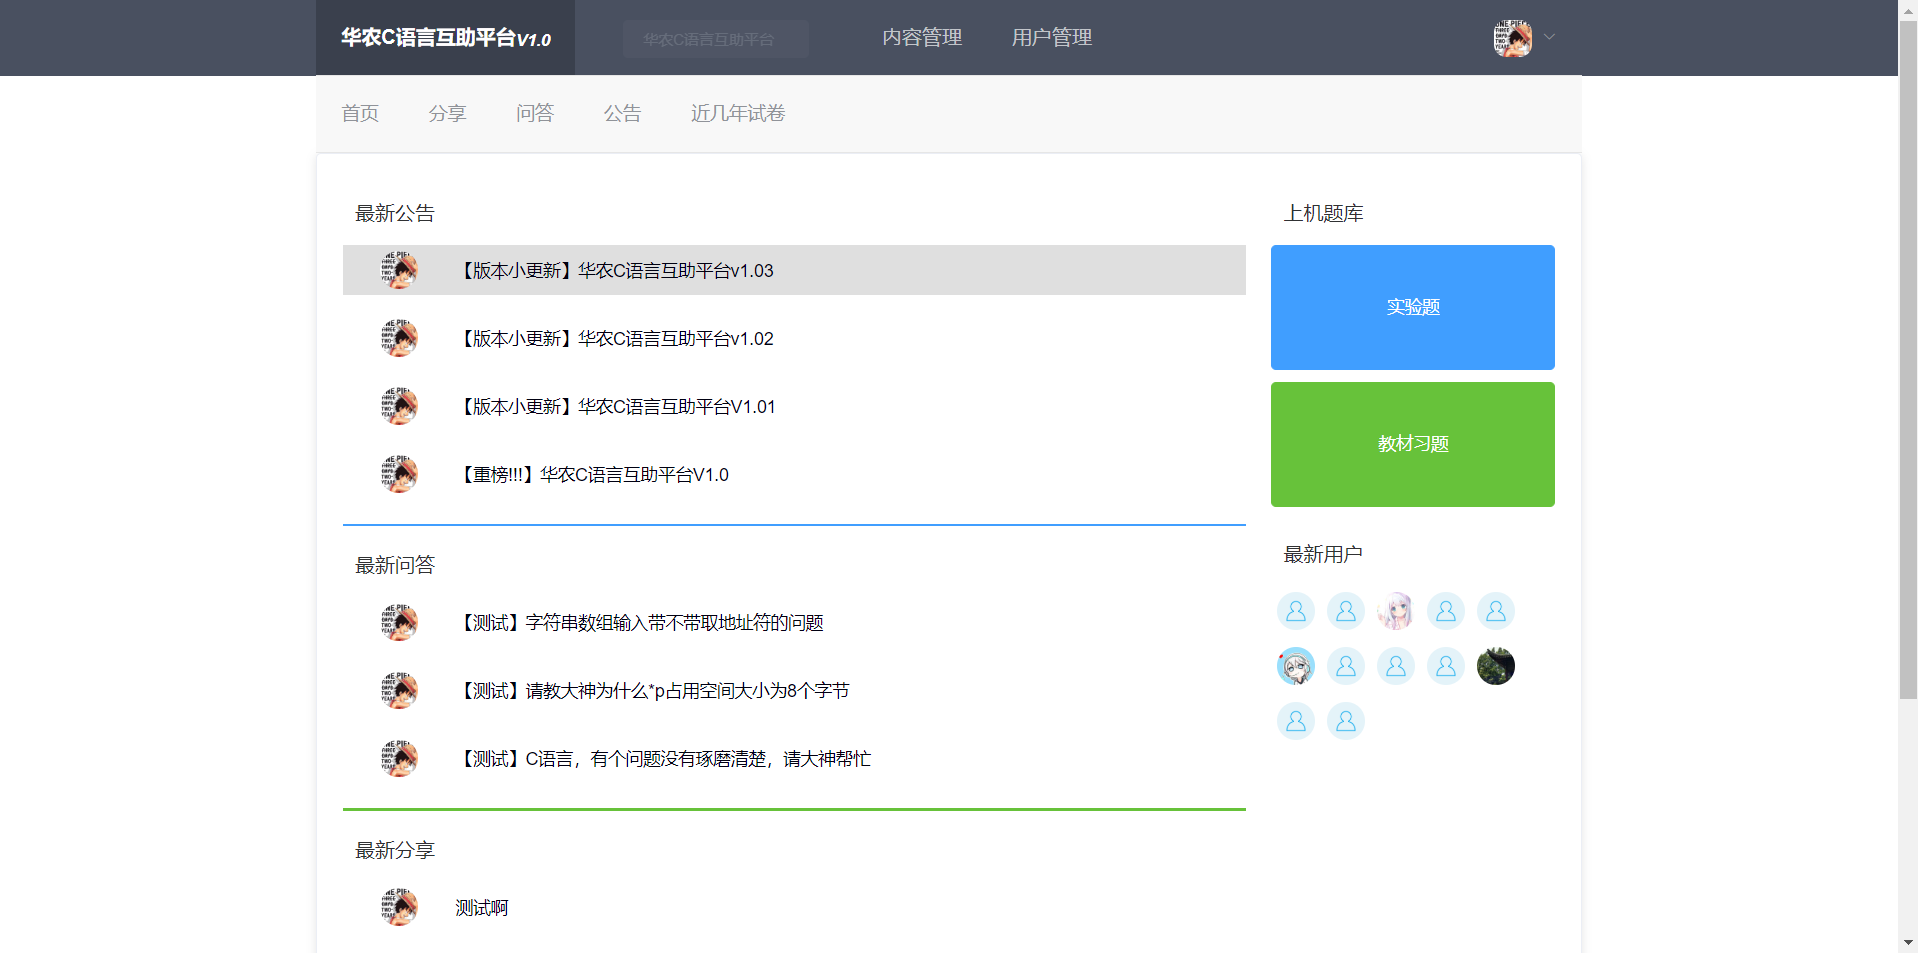 华农C语言互助平台V1.0
华农C语言互助平台
内容管理
用户管理
首页
分享
问答
公告
近几年试卷
最新公告
【版本小更新】华农C语言互助平台v1.03
【版本小更新】华农C语言互助平台v1.02
【版本小更新】华农C语言互助平台V1.01
【重榜!!!】华农C语言互助平台V1.0
最新问答
【测试】字符串数组输入带不带取地址符的问题
【测试】请教大神为什么*p占用空间大小为8个字节
【测试】C语言，有个问题没有琢磨清楚，请大神帮忙
最新分享
测试啊
上机题库
实验题
教材习题
最新用户